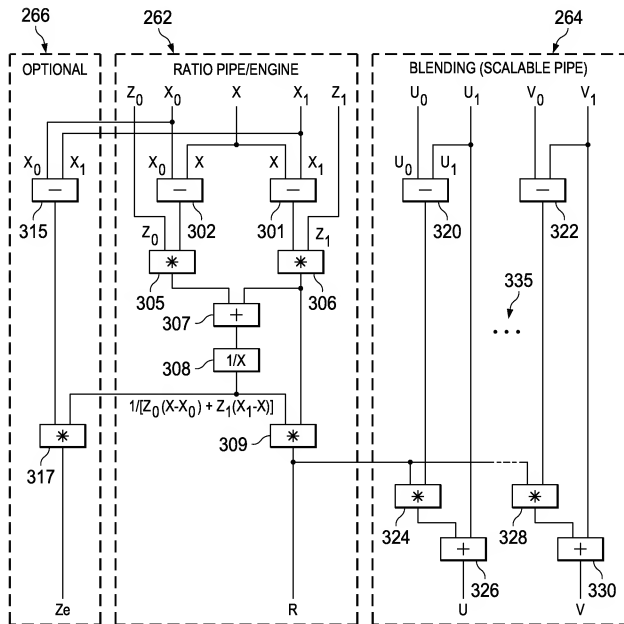 266
262
264
OPTIONAL
RATIO PIPE/ENGINE
BLENDING (SCALABLE PIPE)
Z₀ X₀ X X₁ Z₁
U₀ U₁ V₀ V₁
X₀ X₁
X₀ X
X X₁
U₀ U₁
−
−
−
−
−
315
302
301
320
322
Z₀
Z₁
*
*
305
306
335
307
+
...
308
1/X
1/[Z₀(X-X₀) + Z₁(X₁-X)]
*
*
317
309
*
*
324
328
+
+
326
330
Ze
R
U
V